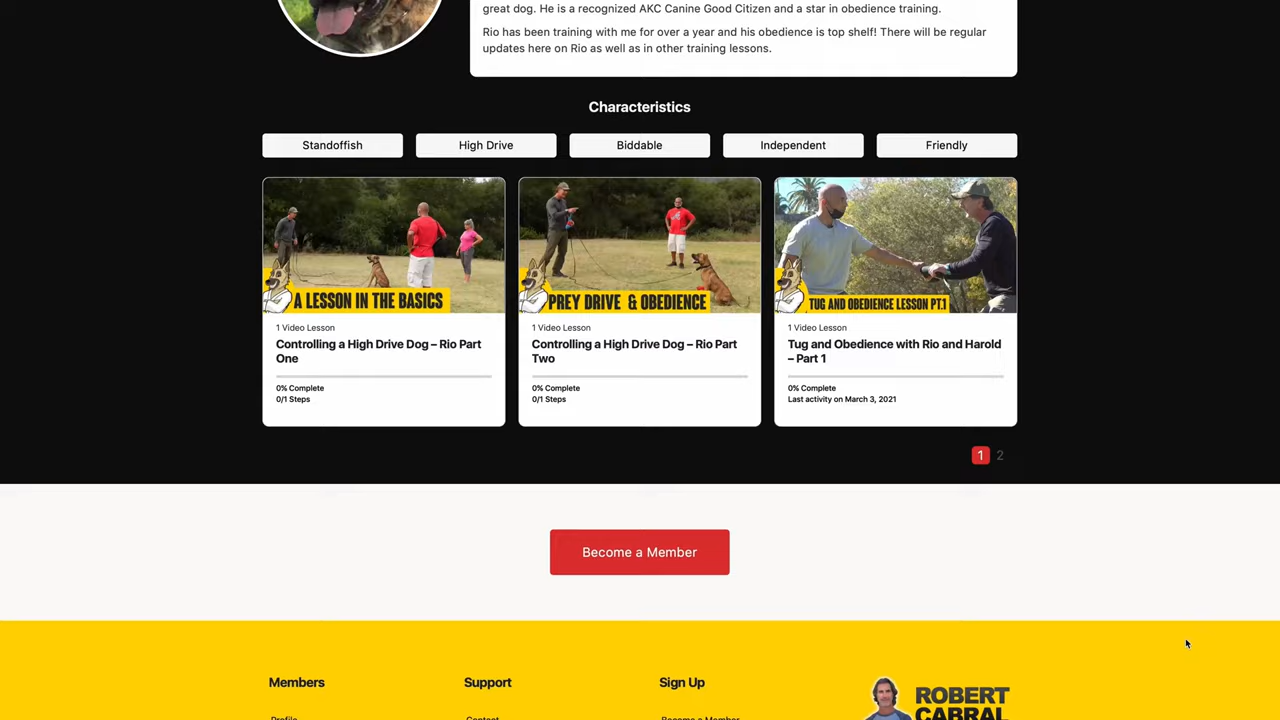 great dog. He is a recognized AKC Canine Good Citizen and a star in obedience training.
Rio has been training with me for over a year and his obedience is top shelf! There will be regular
updates here on Rio as well as in other training lessons.
Characteristics
Standoffish
High Drive
Biddable
Independent
Friendly
A LESSON IN THE BASICS
1 Video Lesson
Controlling a High Drive Dog – Rio Part
One
0% Complete
0/1 Steps
PREY DRIVE & OBEDIENCE
1 Video Lesson
Controlling a High Drive Dog – Rio Part
Two
0% Complete
0/1 Steps
TUG AND OBEDIENCE LESSON PT.1
1 Video Lesson
Tug and Obedience with Rio and Harold
– Part 1
0% Complete
Last activity on March 3, 2021
1 2
Become a Member
Members
Profile
Support
Contact
Sign Up
Become a Member
ROBERT
CABRAL